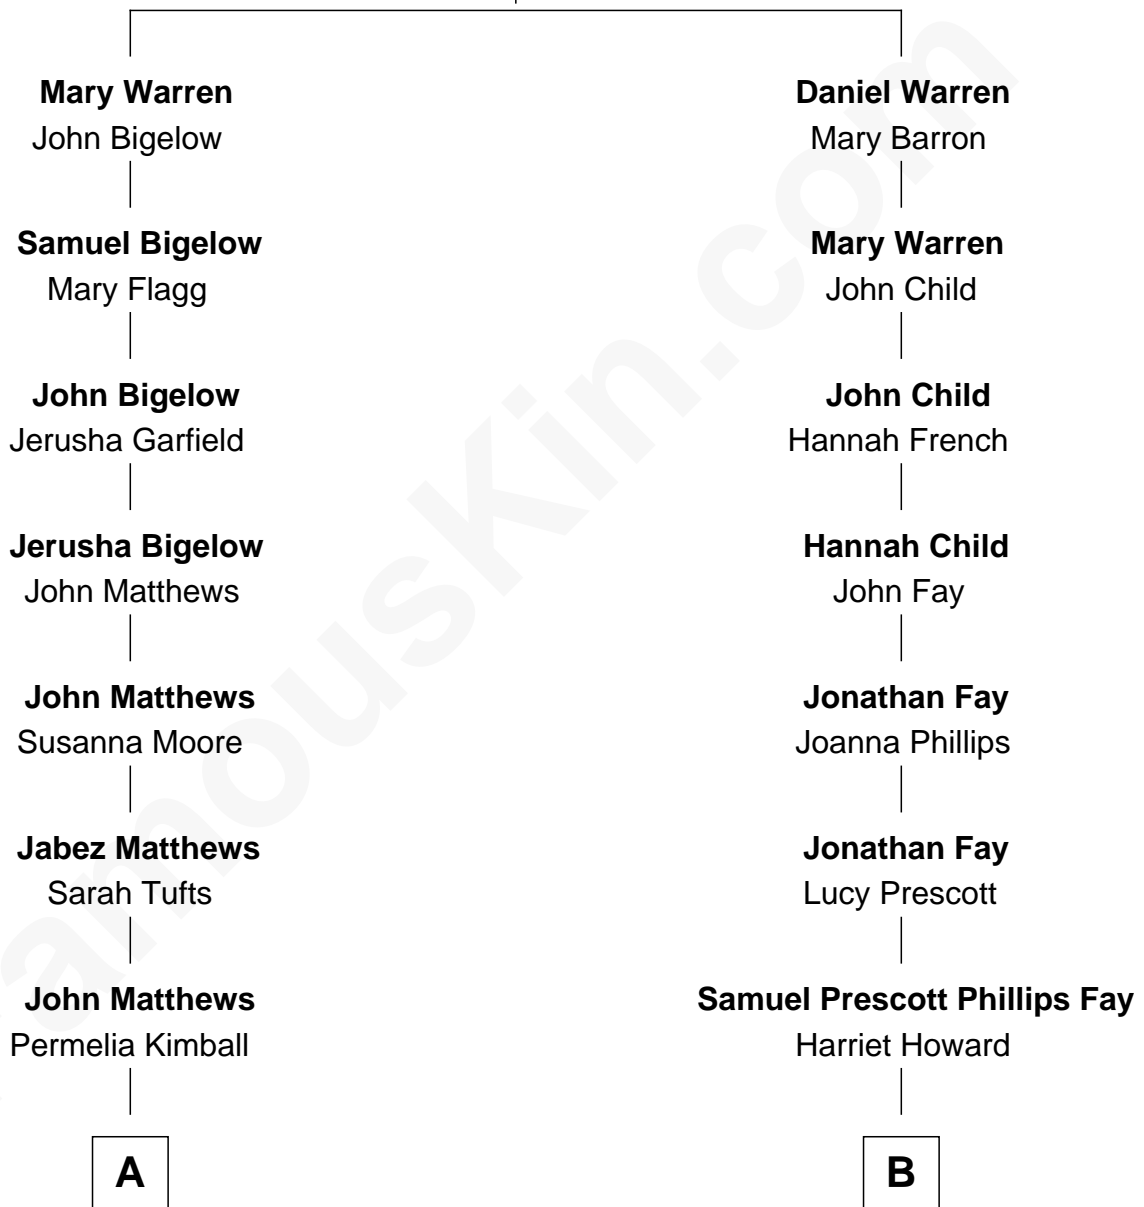 Mary Warren
John Bigelow
Samuel Bigelow
Mary Flagg
John Bigelow
Jerusha Garfield
Jerusha Bigelow
John Matthews
John Matthews
Susanna Moore
Jabez Matthews
Sarah Tufts
John Matthews
Permelia Kimball
A
Daniel Warren
Mary Barron
Mary Warren
John Child
John Child
Hannah French
Hannah Child
John Fay
Jonathan Fay
Joanna Phillips
Jonathan Fay
Lucy Prescott
Samuel Prescott Phillips Fay
Harriet Howard
B
amouskin.com